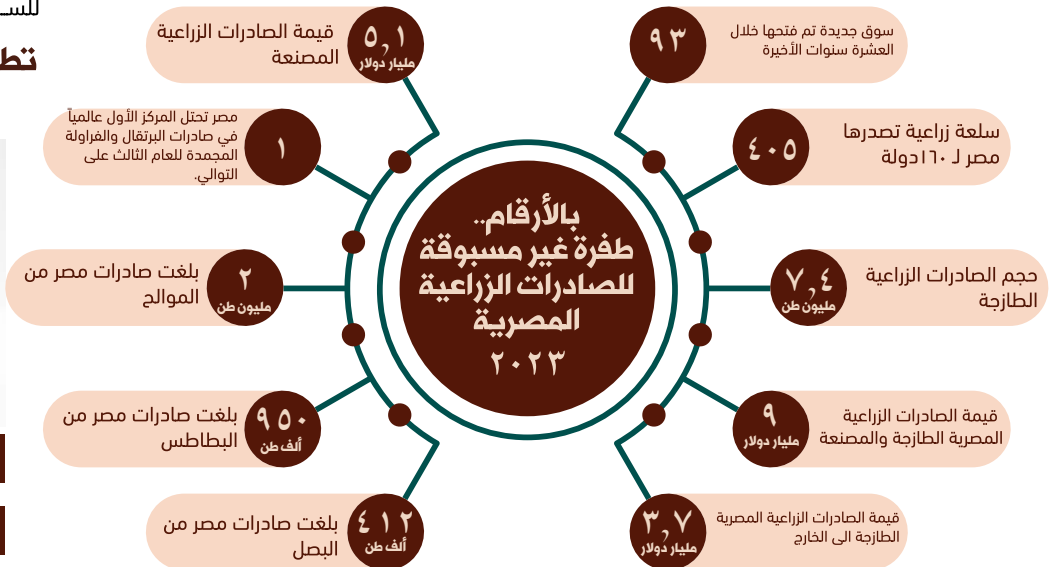 للســ
تط
بالأرقام..
طفرة غير مسبوقة
للصادرات الزراعية
المصرية
٢٠٢٣
٩٣
سوق جديدة تم فتحها خلال
العشرة سنوات الأخيرة
٤٠٥
سلعة زراعية تصدرها
مصر لـ ١٦٠دولة
٧,٤
مليون طن
حجم الصادرات الزراعية
الطازجة
٩
مليار دولار
قيمة الصادرات الزراعية
المصرية الطازجة والمصنعة
٣,٧
مليار دولار
قيمة الصادرات الزراعية المصرية
الطازجة الى الخارج
٥,١
مليار دولار
قيمة الصادرات الزراعية
المصنعة
١
مصر تحتل المركز الأول عالمياً
في صادرات البرتقال والفراولة
المجمدة للعام الثالث على
التوالي.
٢
مليون طن
بلغت صادرات مصر من
الموالح
٩٥٠
ألف طن
بلغت صادرات مصر من
البطاطس
٤١٢
ألف طن
بلغت صادرات مصر من
البصل